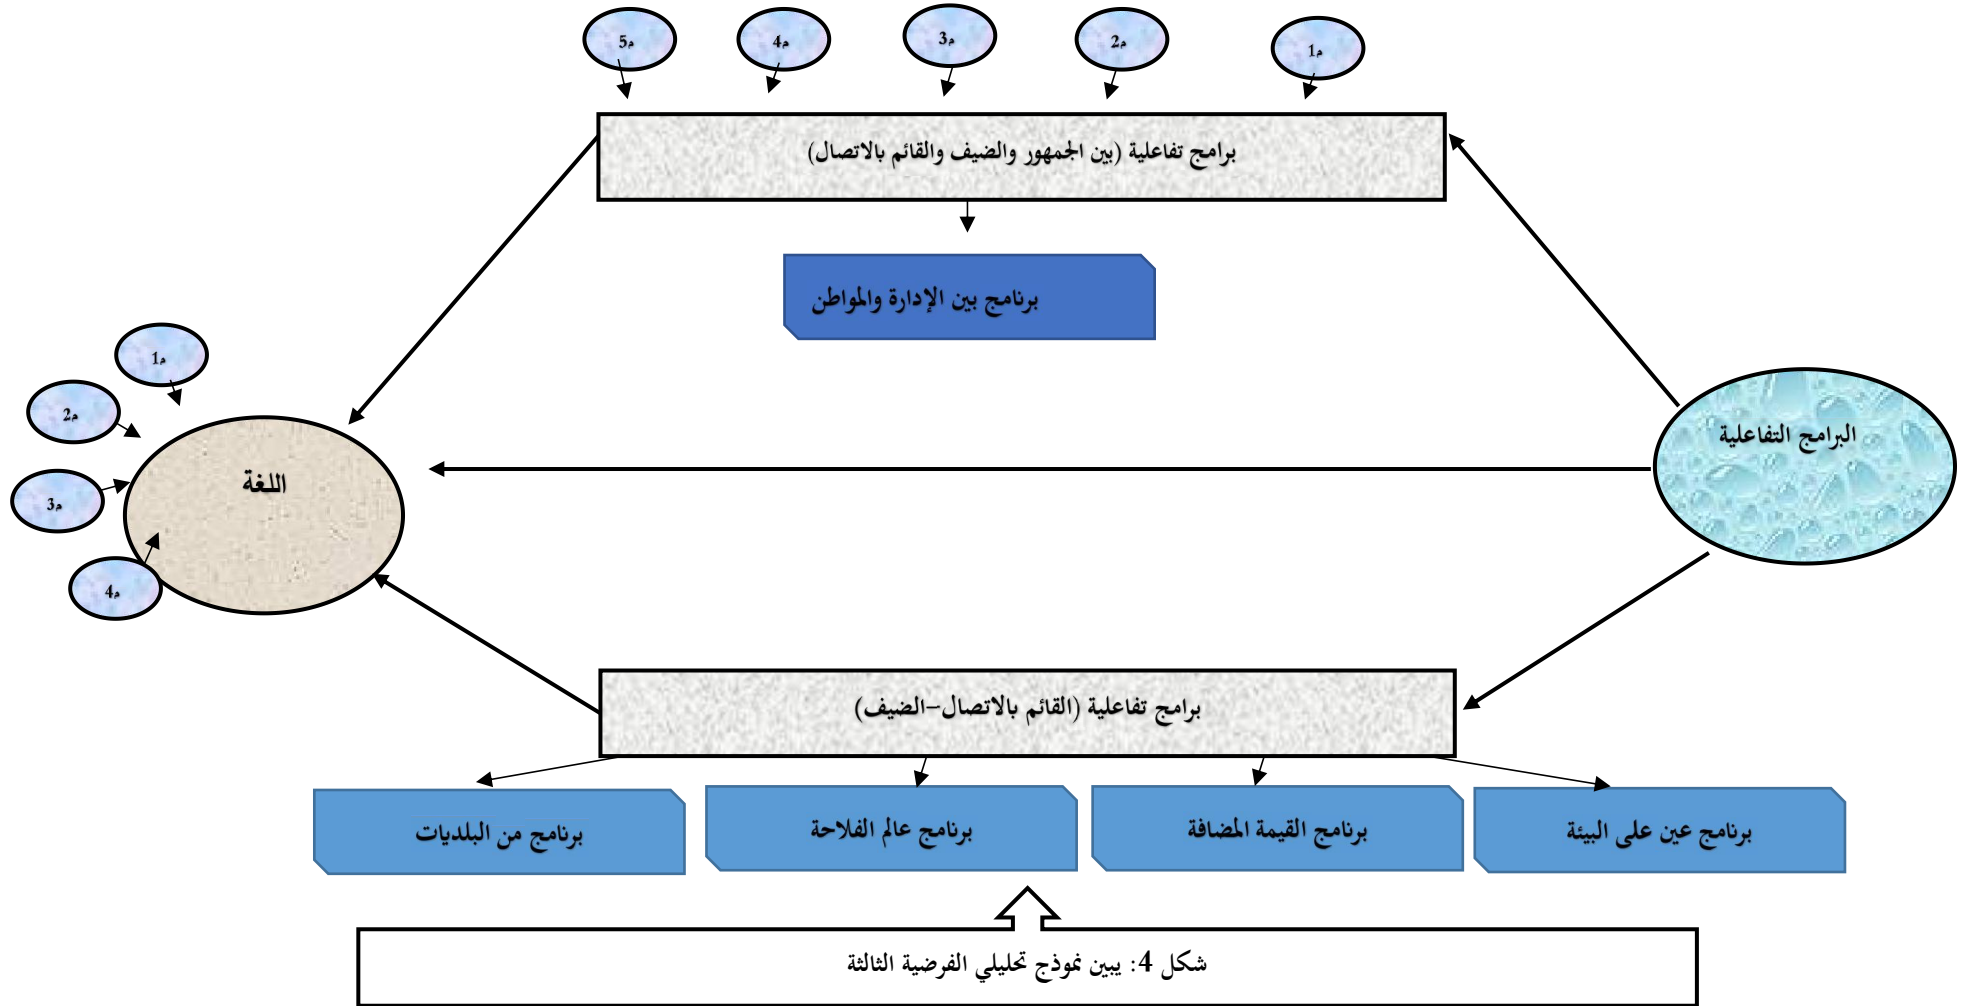 م1
م2
م3
م4
م5
برامج تفاعلية (بين الجمهور والضيف والقائم بالاتصال)
برنامج بين الإدارة والمواطن
البرامج التفاعلية
م1
م2
م3
م4
اللغة
برامج تفاعلية (القائم بالاتصال-الضيف)
برنامج عين على البيئة
برنامج القيمة المضافة
برنامج عالم الفلاحة
برنامج من البلديات
شكل 4: يبين نموذج تحليلي الفرضية الثالثة